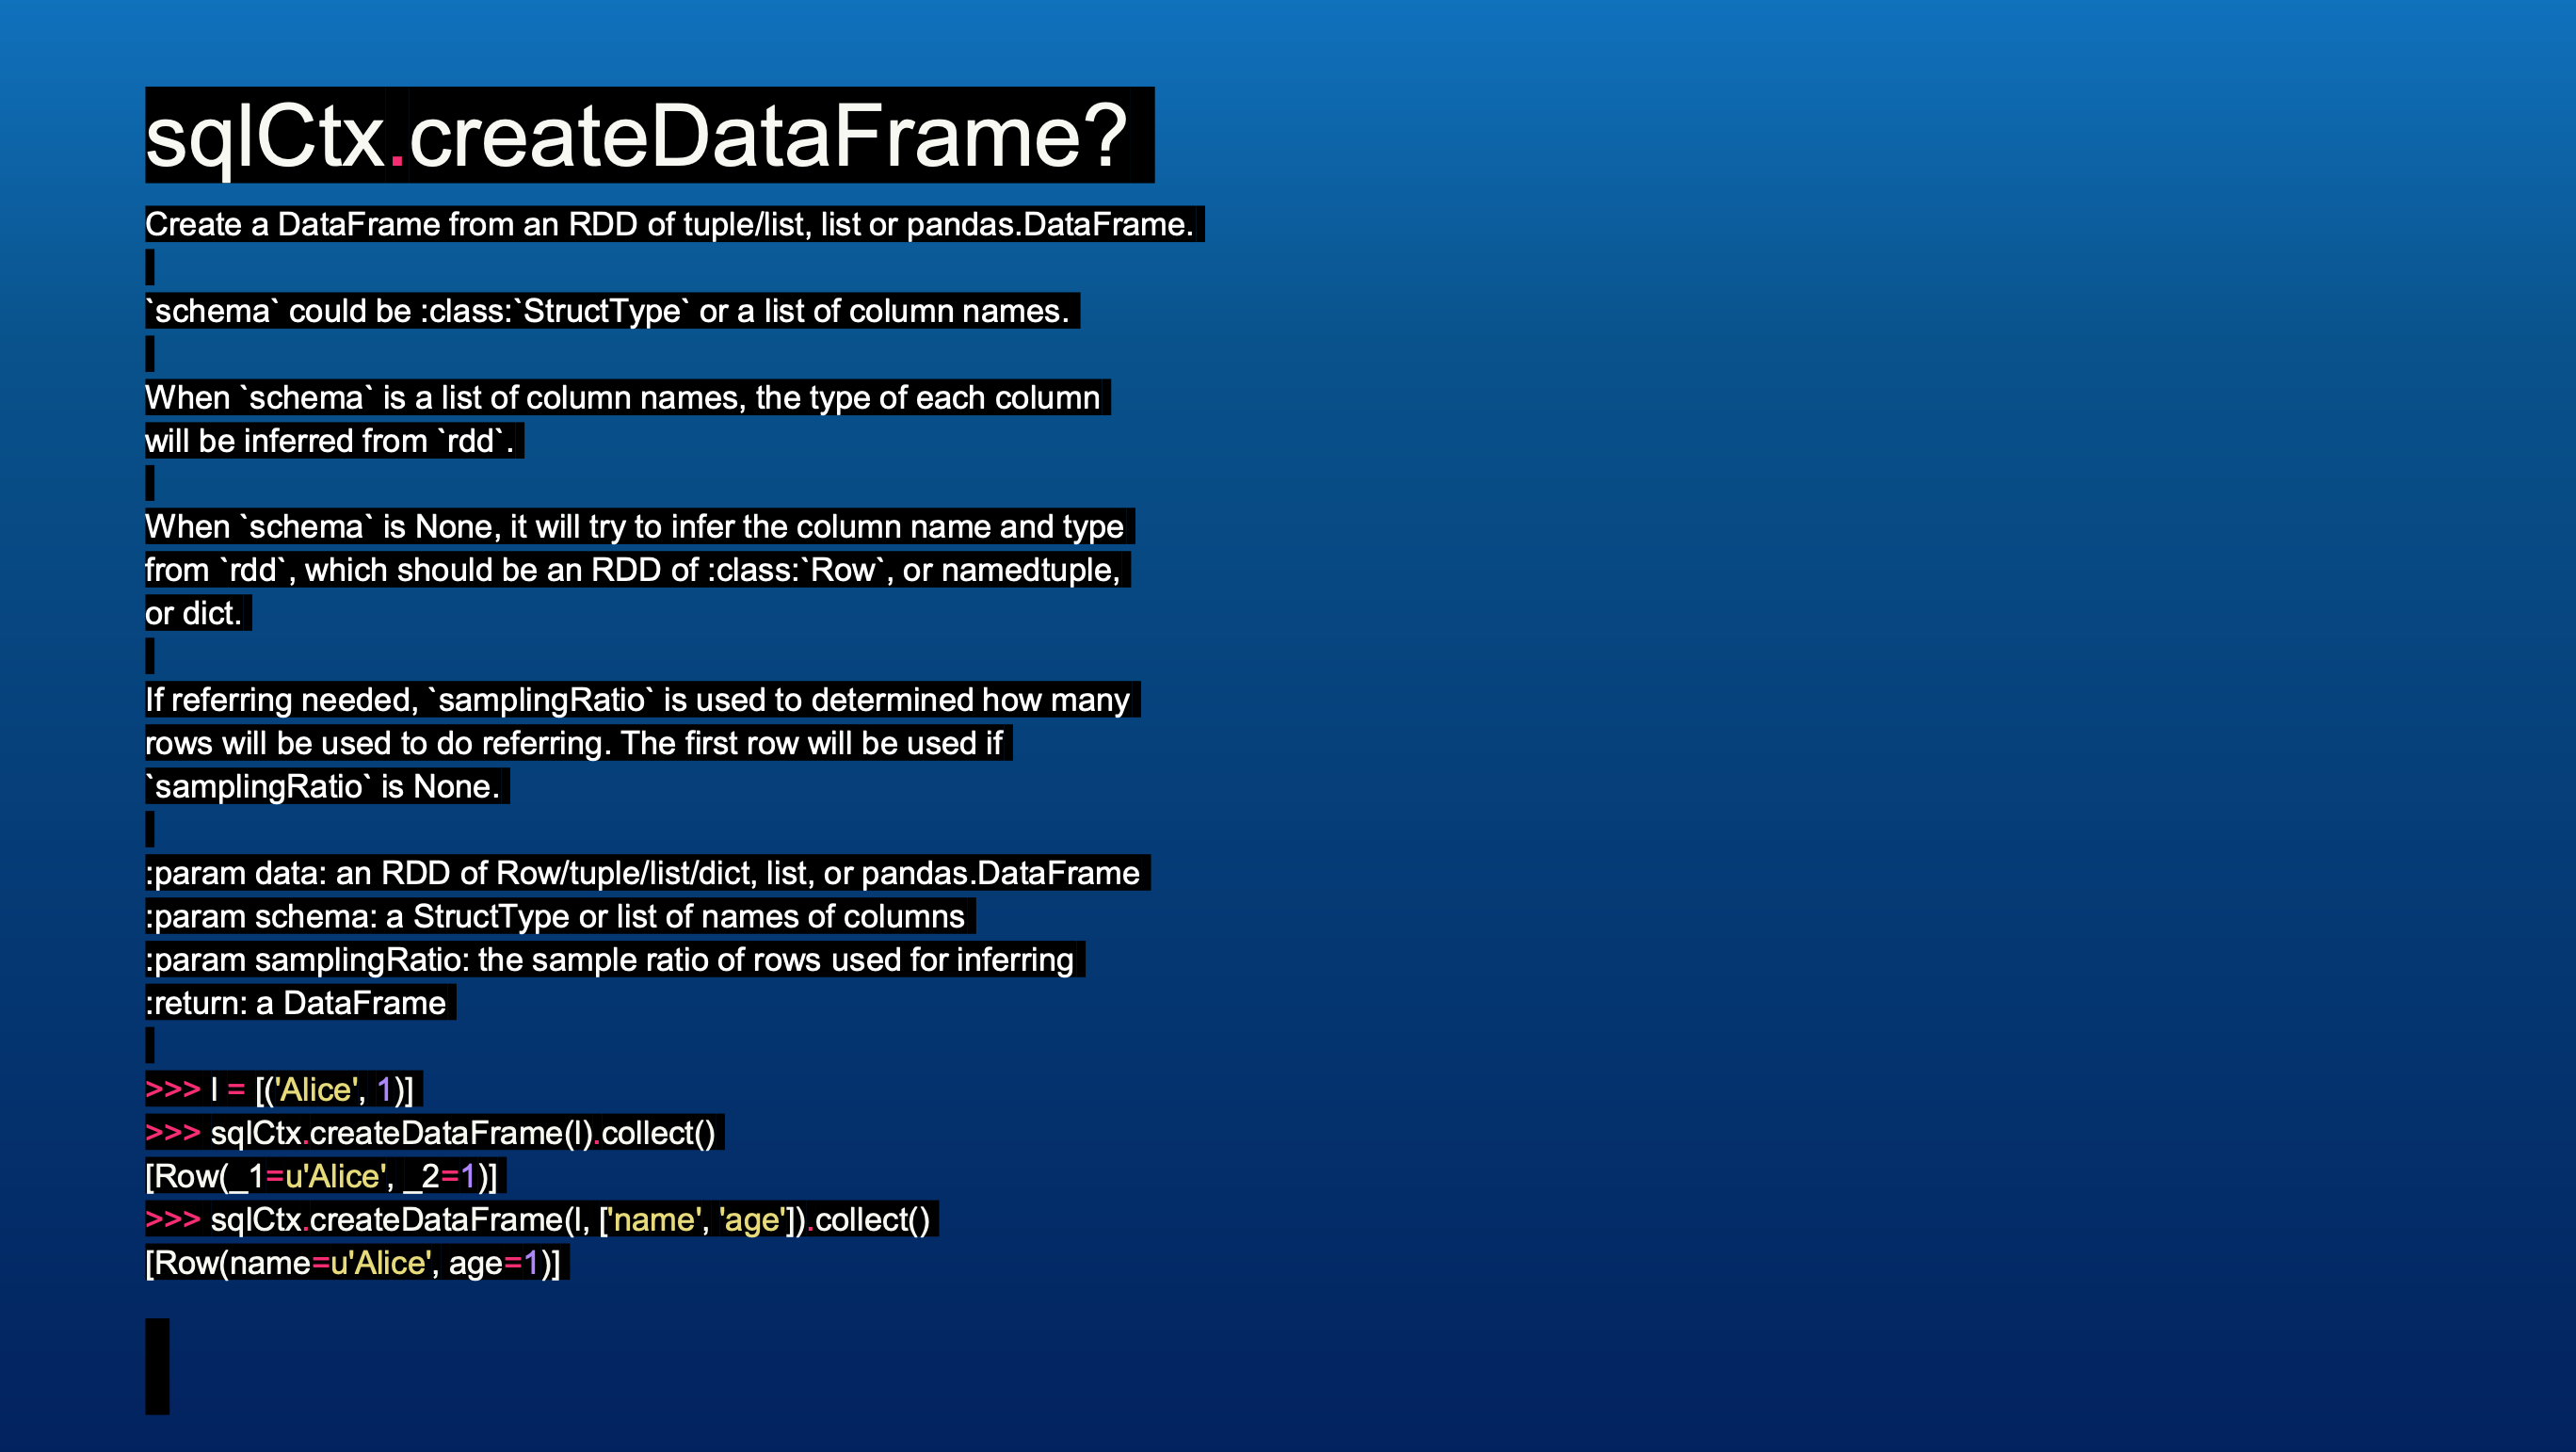 sqlCtx.createDataFrame?
Create a DataFrame from an RDD of tuple/list, list or pandas.DataFrame.
`schema` could be :class:`StructType` or a list of column names.
When `schema` is a list of column names, the type of each column
will be inferred from `rdd`.
When `schema` is None, it will try to infer the column name and type
from `rdd`, which should be an RDD of :class:`Row`, or namedtuple,
or dict.
If referring needed, `samplingRatio` is used to determined how many
rows will be used to do referring. The first row will be used if
`samplingRatio` is None.
:param data: an RDD of Row/tuple/list/dict, list, or pandas.DataFrame
:param schema: a StructType or list of names of columns
:param samplingRatio: the sample ratio of rows used for inferring
:return: a DataFrame
>>> l = [('Alice', 1)]
>>> sqlCtx.createDataFrame(l).collect()
[Row(_1=u'Alice', _2=1)]
>>> sqlCtx.createDataFrame(l, ['name', 'age']).collect()
[Row(name=u'Alice', age=1)]